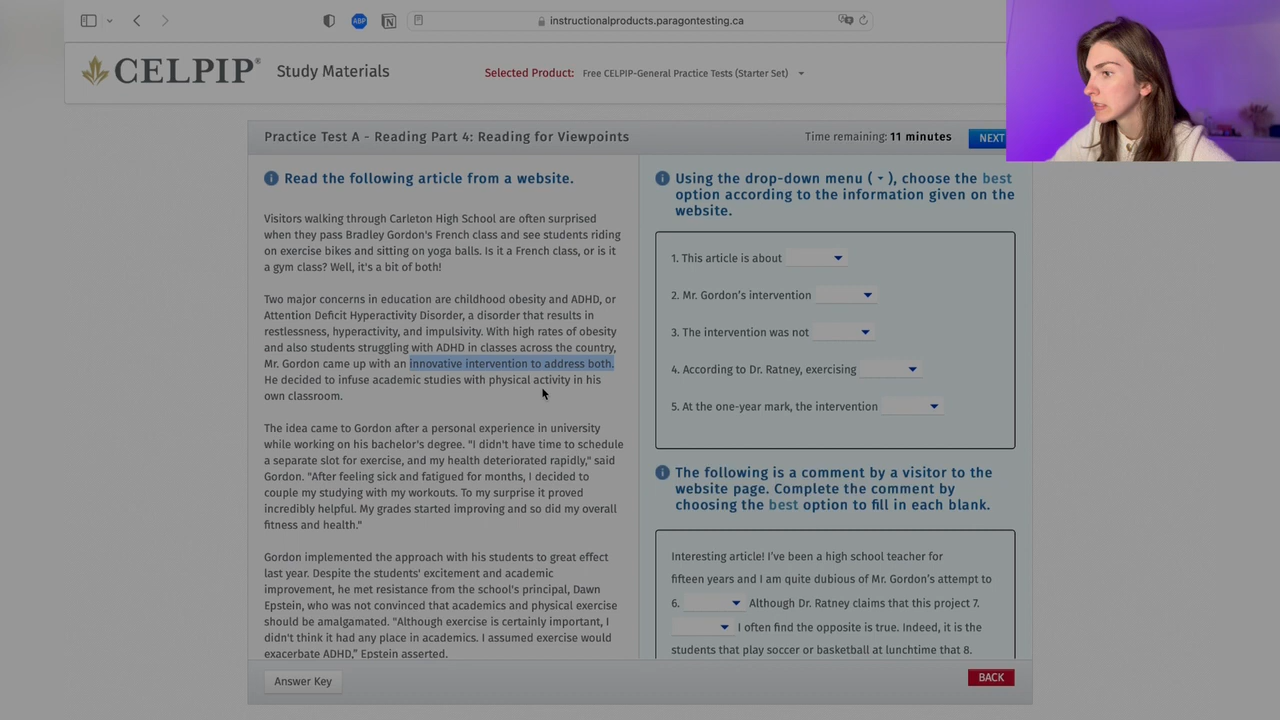 instructionalproducts.paragontesting.ca
ABP
CELPIP® Study Materials
Selected Product: Free CELPIP-General Practice Tests (Starter Set)
Practice Test A - Reading Part 4: Reading for Viewpoints
Time remaining: 11 minutes
NEXT
Read the following article from a website.
Visitors walking through Carleton High School are often surprised
when they pass Bradley Gordon's French class and see students riding
on exercise bikes and sitting on yoga balls. Is it a French class, or is it
a gym class? Well, it's a bit of both!
Two major concerns in education are childhood obesity and ADHD, or
Attention Deficit Hyperactivity Disorder, a disorder that results in
restlessness, hyperactivity, and impulsivity. With high rates of obesity
and also students struggling with ADHD in classes across the country,
Mr. Gordon came up with an innovative intervention to address both.
He decided to infuse academic studies with physical activity in his
own classroom.
The idea came to Gordon after a personal experience in university
while working on his bachelor's degree. "I didn't have time to schedule
a separate slot for exercise, and my health deteriorated rapidly," said
Gordon. "After feeling sick and fatigued for months, I decided to
couple my studying with my workouts. To my surprise it proved
incredibly helpful. My grades started improving and so did my overall
fitness and health."
Gordon implemented the approach with his students to great effect
last year. Despite the students' excitement and academic
improvement, he met resistance from the school's principal, Dawn
Epstein, who was not convinced that academics and physical exercise
should be amalgamated. "Although exercise is certainly important, I
didn't think it had any place in academics. I assumed exercise would
exacerbate ADHD," Epstein asserted.
Using the drop-down menu ( ), choose the best
option according to the information given on the
website.
1. This article is about
2. Mr. Gordon's intervention
3. The intervention was not
4. According to Dr. Ratney, exercising
5. At the one-year mark, the intervention
The following is a comment by a visitor to the
website page. Complete the comment by
choosing the best option to fill in each blank.
Interesting article! I've been a high school teacher for
fifteen years and I am quite dubious of Mr. Gordon's attempt to
6. Although Dr. Ratney claims that this project 7.
I often find the opposite is true. Indeed, it is the
students that play soccer or basketball at lunchtime that 8.
Answer Key
BACK